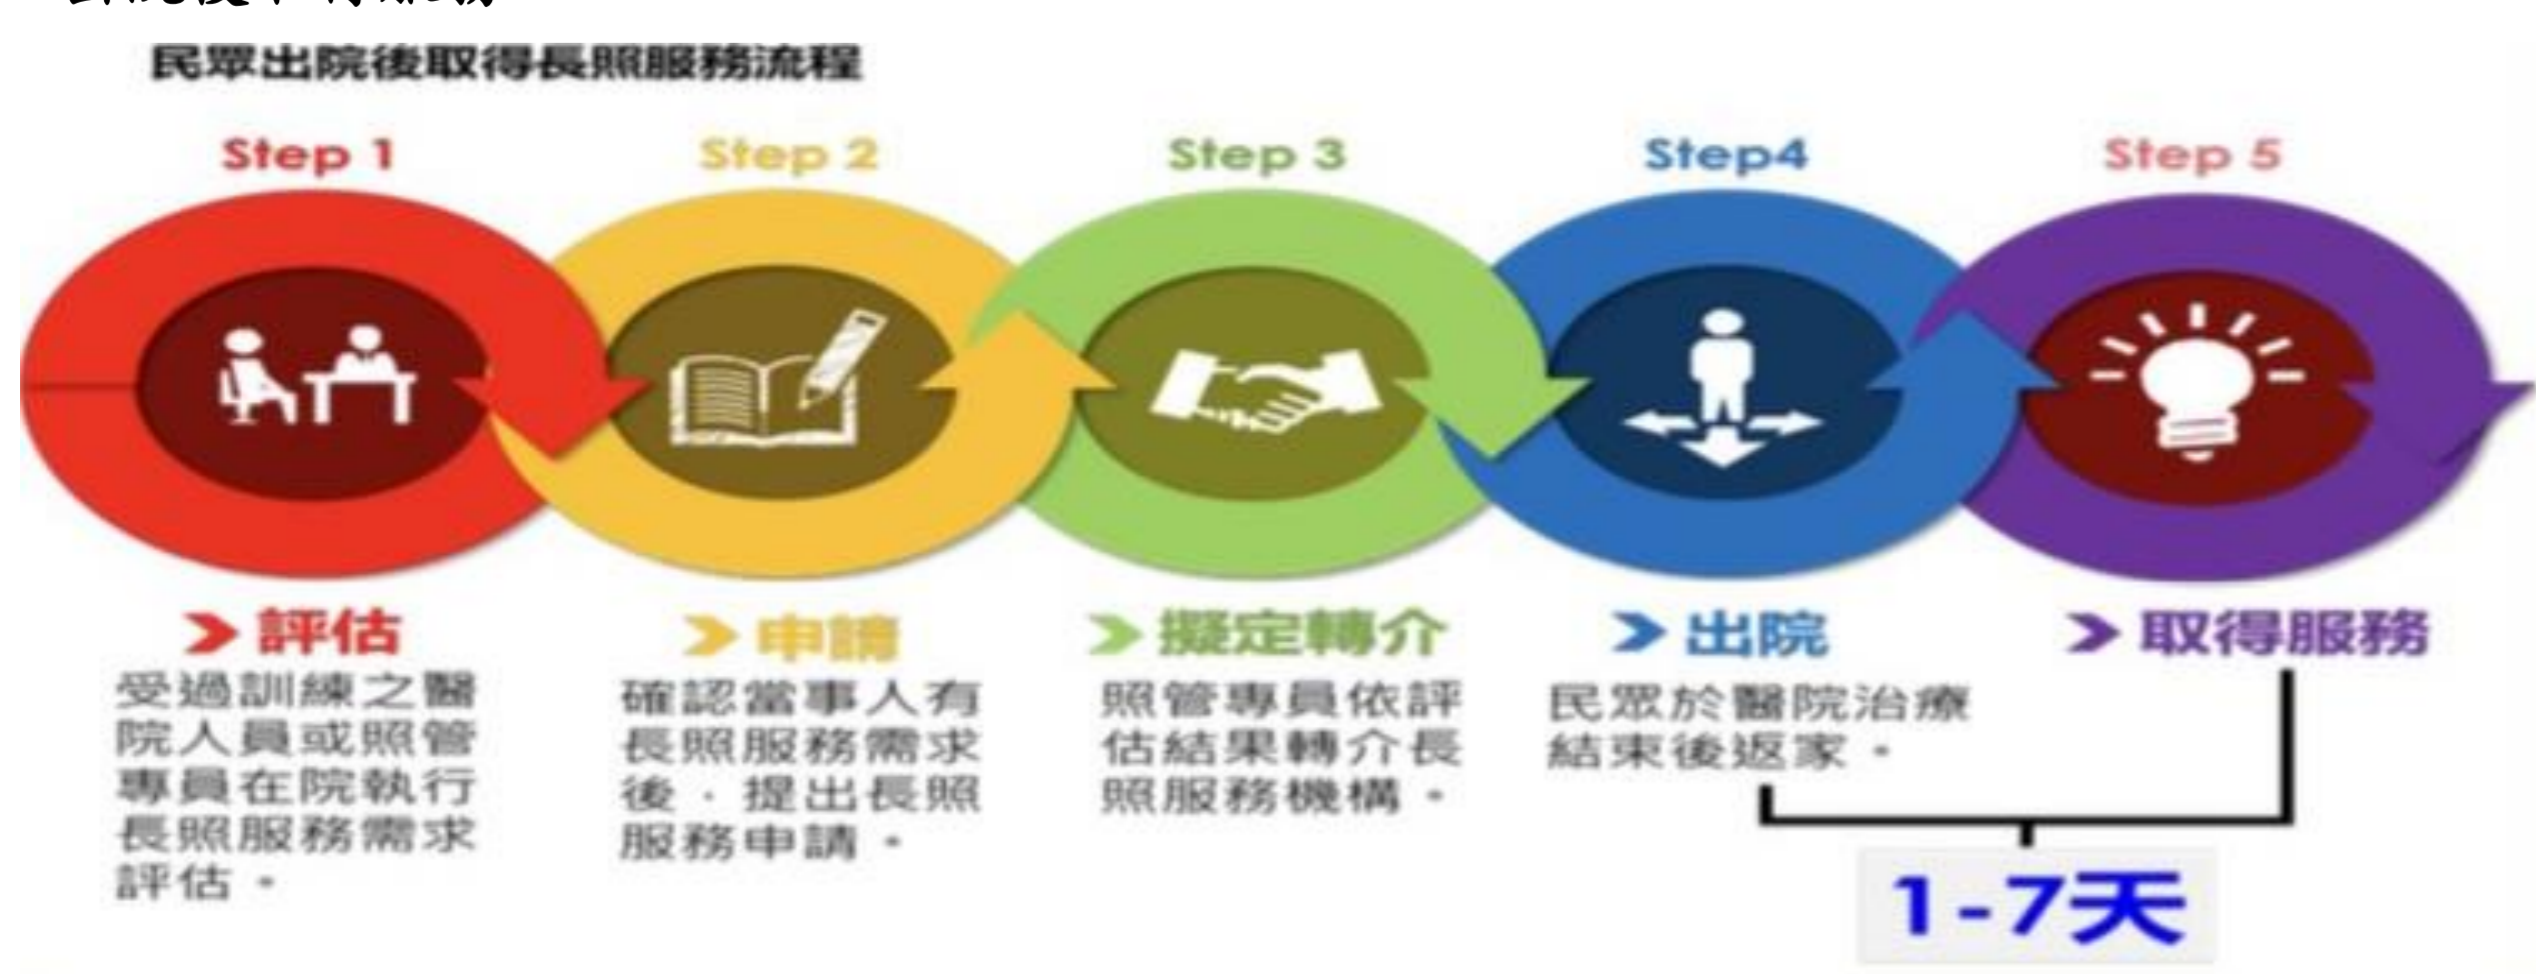 民眾出院後取得長照服務流程
Step 1
Step 2
Step 3
Step4
Step 5
評估
受過訓練之醫
院人員或照管
專員在院執行
長照服務需求
評估。
申請
確認當事人有
長照服務需求
後，提出長照
服務申請。
擬定轉介
照管專員依評
估結果轉介長
照服務機構。
出院
民眾於醫院治療
結束後返家。
取得服務
1-7天